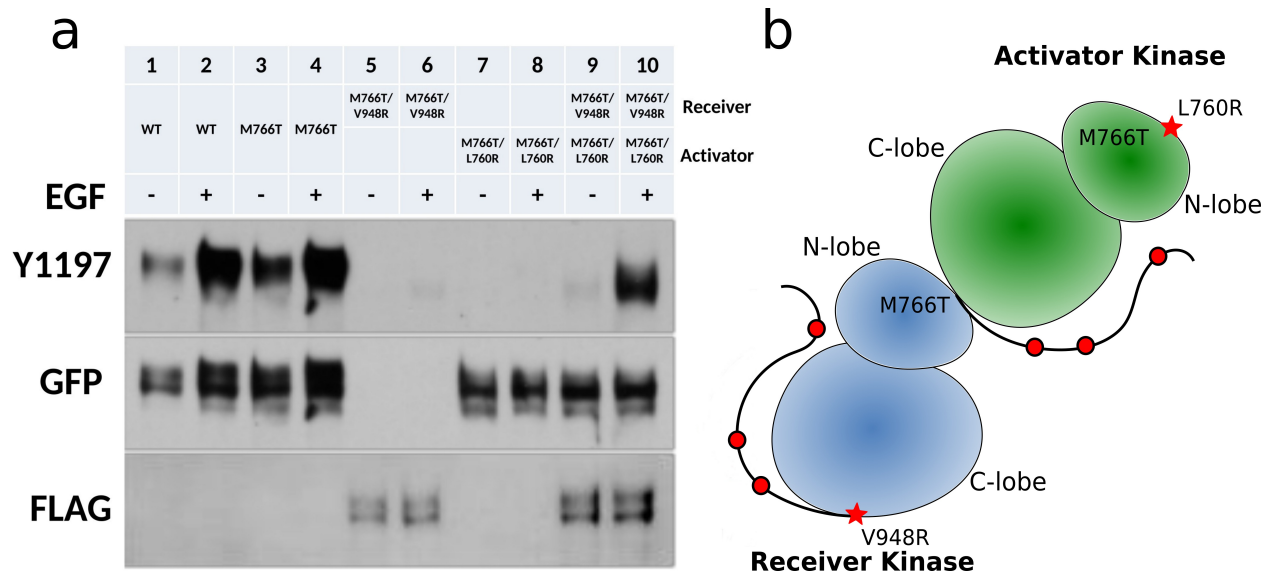 a
1 2 3 4 5 6 7 8 9 10
M766T/ M766T/ M766T/ M766T/
V948R V948R V948R V948R
Receiver
WT WT M766T M766T
M766T/ M766T/ M766T/ M766T/
L760R L760R L760R L760R
Activator
EGF - + - + - + - + - +
Y1197
GFP
FLAG
b
Activator Kinase
L760R
M766T
C-lobe
N-lobe
N-lobe
M766T
C-lobe
V948R
Receiver Kinase